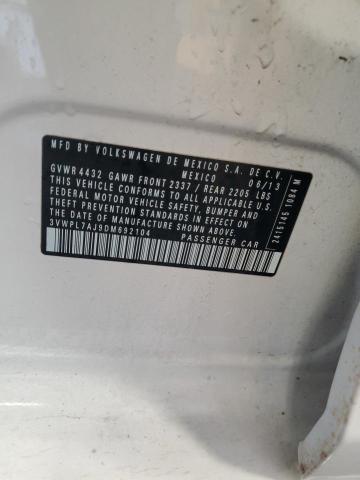 MFD BY VOLKSWAGEN DE MEXICO S.A. DE C.V.
MEXICO 06/13
GVWR 4432 GAWR FRONT 2337 / REAR 2205 LBS
THIS VEHICLE CONFORMS TO ALL APPLICABLE U.S.
FEDERAL MOTOR VEHICLE SAFETY, BUMPER AND
THEFT PREVENTION STANDARDS IN EFFECT ON
THE DATE OF MANUFACTURE SHOWN ABOVE.
3VWPL7AJ9DM692104 PASSENGER CAR
2415145 1084 M